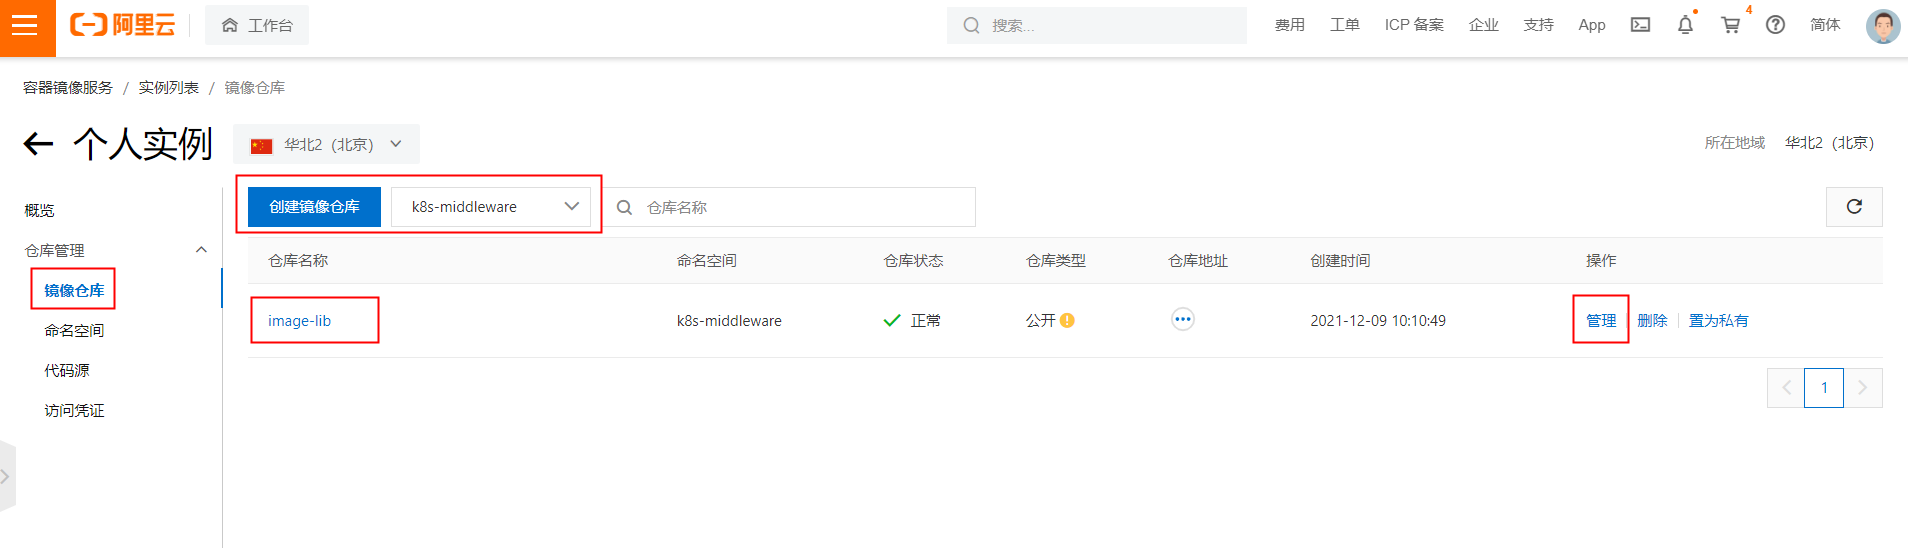 阿里云 工作台 搜索... 费用 工单 ICP 备案 企业 支持 App 4 简体
容器镜像服务 / 实例列表 / 镜像仓库
个人实例 华北2（北京） 所在地域 华北2（北京）
概览
仓库管理
镜像仓库
命名空间
代码源
访问凭证
创建镜像仓库 k8s-middleware 仓库名称
仓库名称 命名空间 仓库状态 仓库类型 仓库地址 创建时间 操作
image-lib k8s-middleware 正常 公开 2021-12-09 10:10:49 管理 删除 置为私有
1